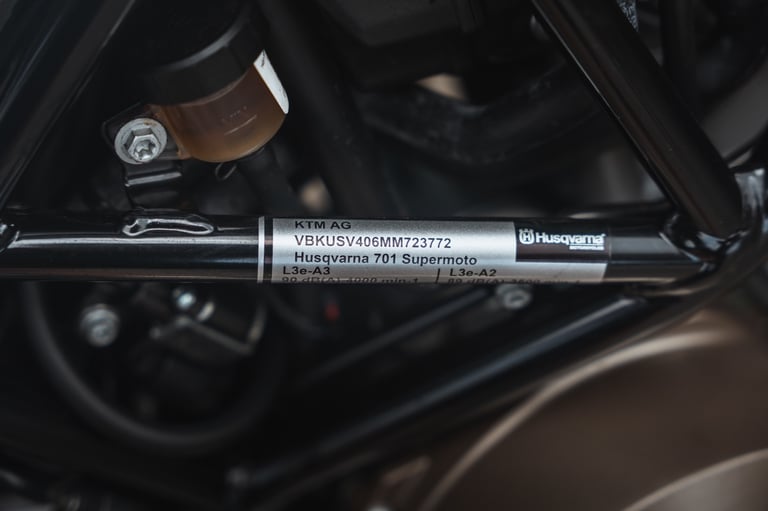 KTM AG
VBKUSV406MM723772
Husqvarna
Husqvarna 701 Supermoto
L3e-A3 | L3e-A2